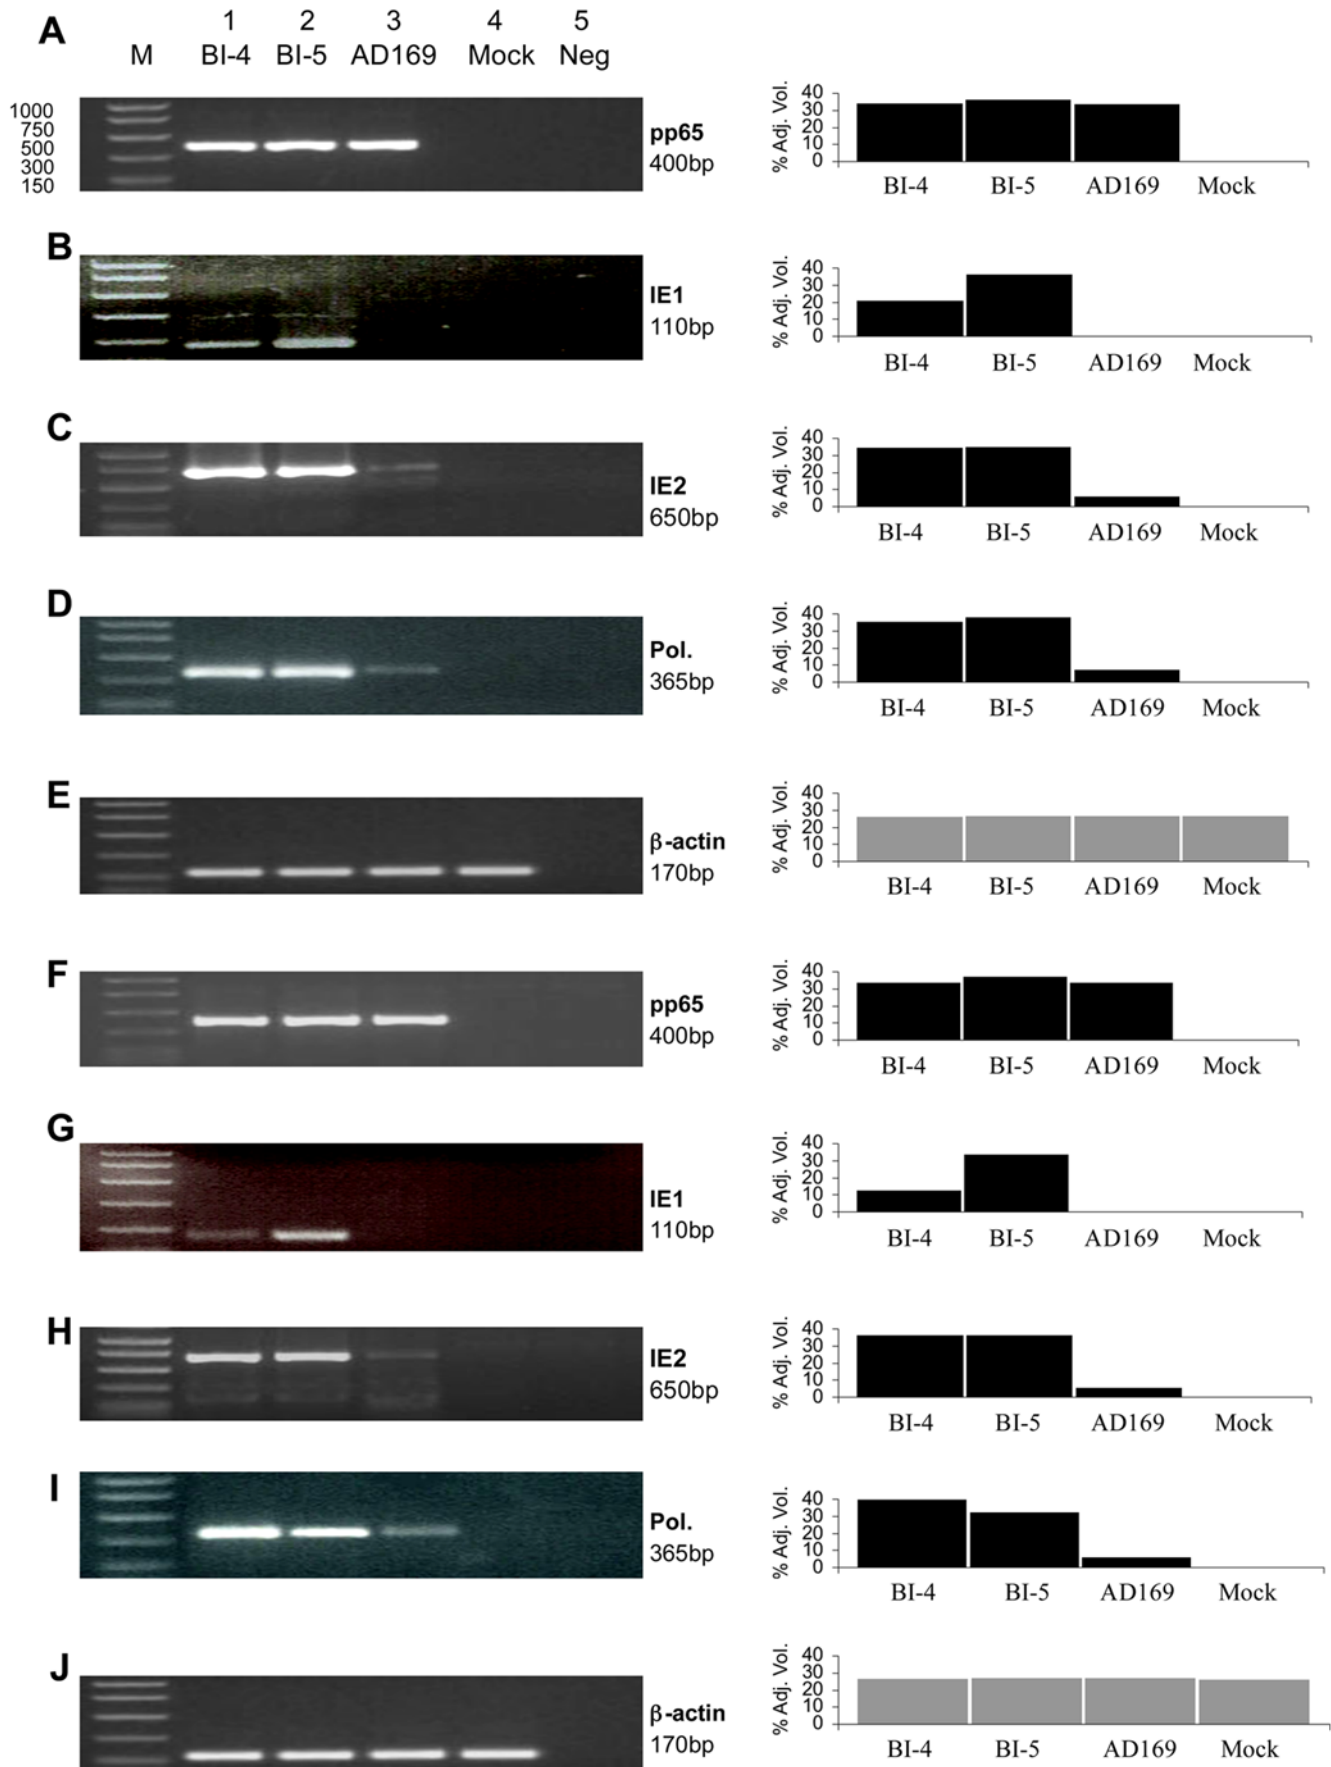 A
1 2 3 4 5
M BI-4 BI-5 AD169 Mock Neg
1000
750
500
300
150
pp65
400bp
% Adj. Vol.
40
30
20
10
0
BI-4 BI-5 AD169 Mock
B
IE1
110bp
% Adj. Vol.
40
30
20
10
0
BI-4 BI-5 AD169 Mock
C
IE2
650bp
% Adj. Vol.
40
30
20
10
0
BI-4 BI-5 AD169 Mock
D
Pol.
365bp
% Adj. Vol.
40
30
20
10
0
BI-4 BI-5 AD169 Mock
E
β-actin
170bp
% Adj. Vol.
40
30
20
10
0
BI-4 BI-5 AD169 Mock
F
pp65
400bp
% Adj. Vol.
40
30
20
10
0
BI-4 BI-5 AD169 Mock
G
IE1
110bp
% Adj. Vol.
40
30
20
10
0
BI-4 BI-5 AD169 Mock
H
IE2
650bp
% Adj. Vol.
40
30
20
10
0
BI-4 BI-5 AD169 Mock
I
Pol.
365bp
% Adj. Vol.
40
30
20
10
0
BI-4 BI-5 AD169 Mock
J
β-actin
170bp
% Adj. Vol.
40
30
20
10
0
BI-4 BI-5 AD169 Mock